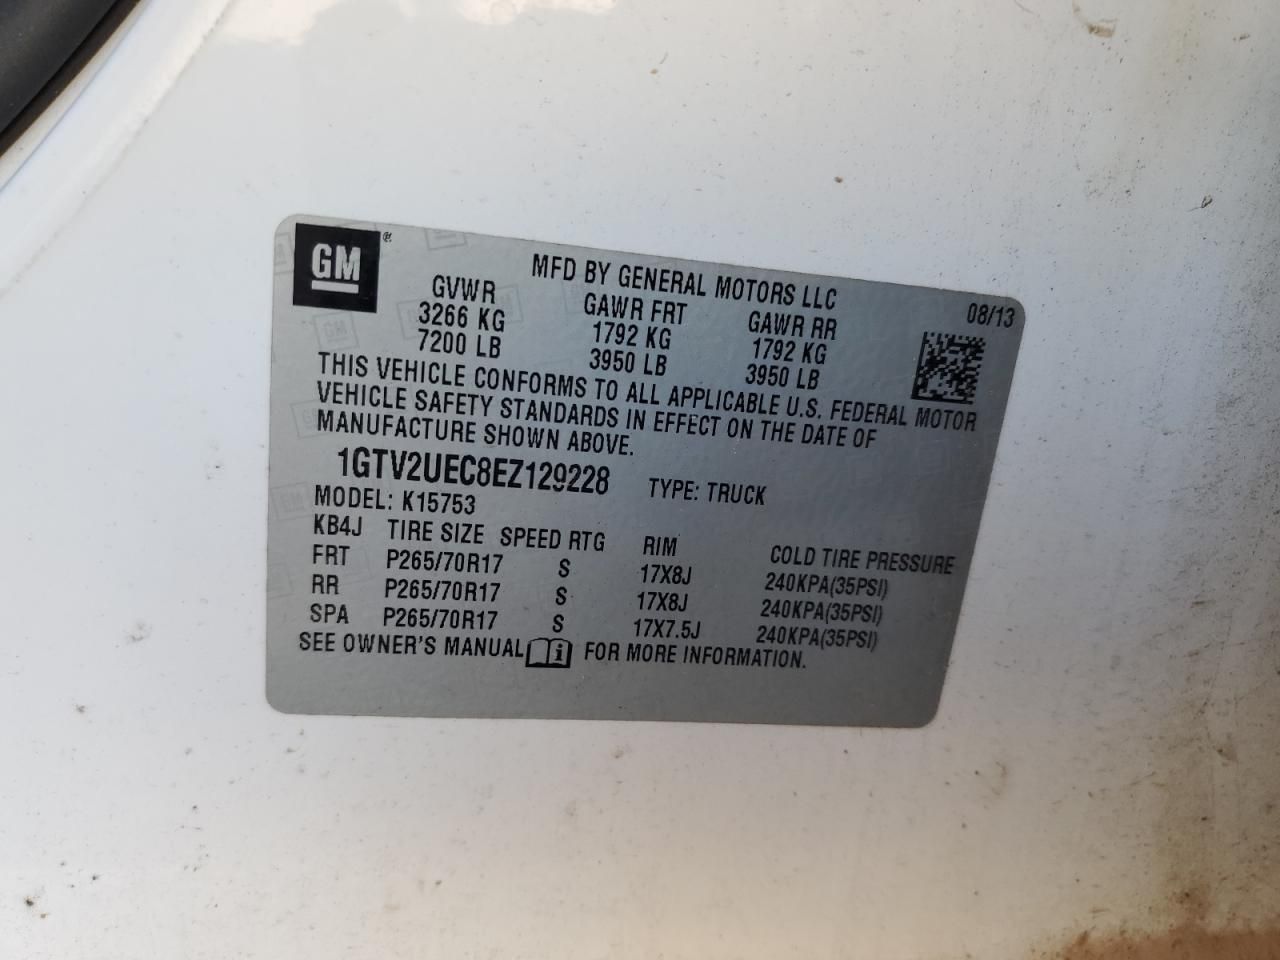 GM®
MFD BY GENERAL MOTORS LLC
08/13
GVWR GAWR FRT GAWR RR
3266 KG 1792 KG 1792 KG
7200 LB 3950 LB 3950 LB
THIS VEHICLE CONFORMS TO ALL APPLICABLE U.S. FEDERAL MOTOR
VEHICLE SAFETY STANDARDS IN EFFECT ON THE DATE OF
MANUFACTURE SHOWN ABOVE.
1GTV2UEC8EZ129228 TYPE: TRUCK
MODEL: K15753
KB4J TIRE SIZE SPEED RTG RIM COLD TIRE PRESSURE
FRT P265/70R17 S 17X8J 240KPA(35PSI)
RR P265/70R17 S 17X8J 240KPA(35PSI)
SPA P265/70R17 S 17X7.5J 240KPA(35PSI)
SEE OWNER'S MANUAL i FOR MORE INFORMATION.